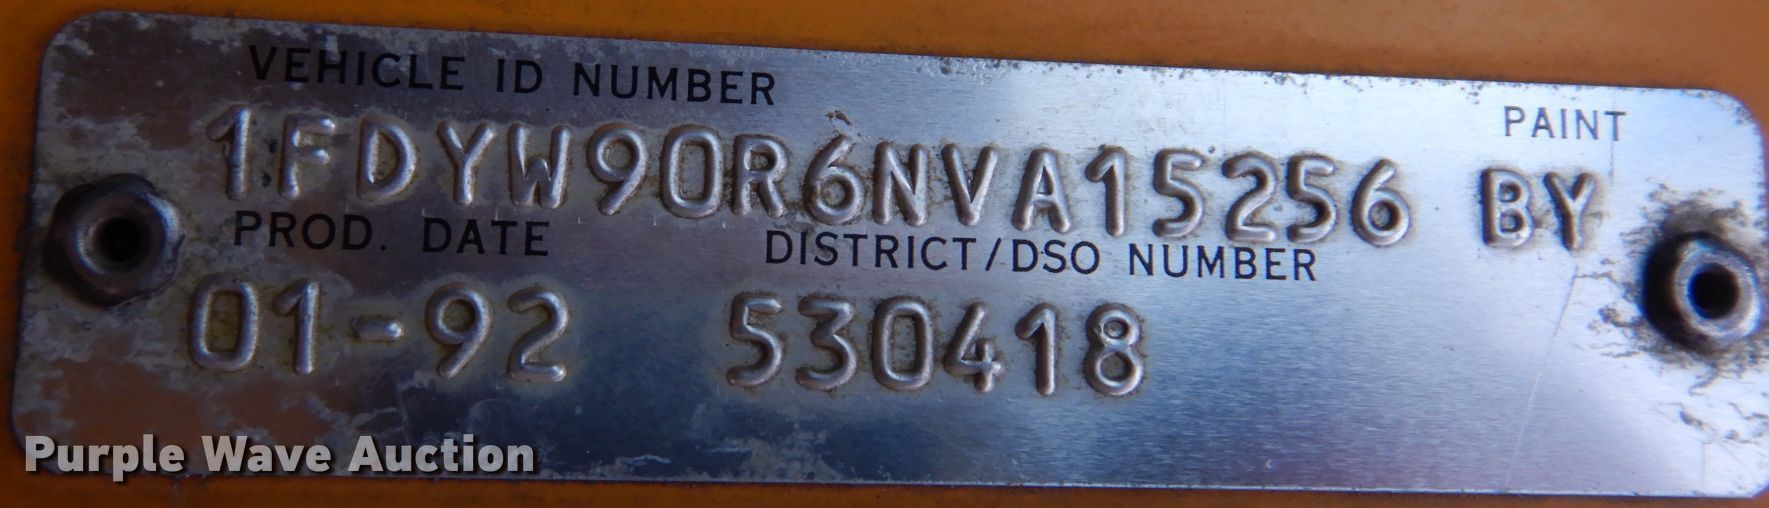 VEHICLE ID NUMBER PAINT
1FDYW90R6NVA15256 BY
PROD. DATE DISTRICT/DSO NUMBER
01-92 530418
Purple Wave Auction